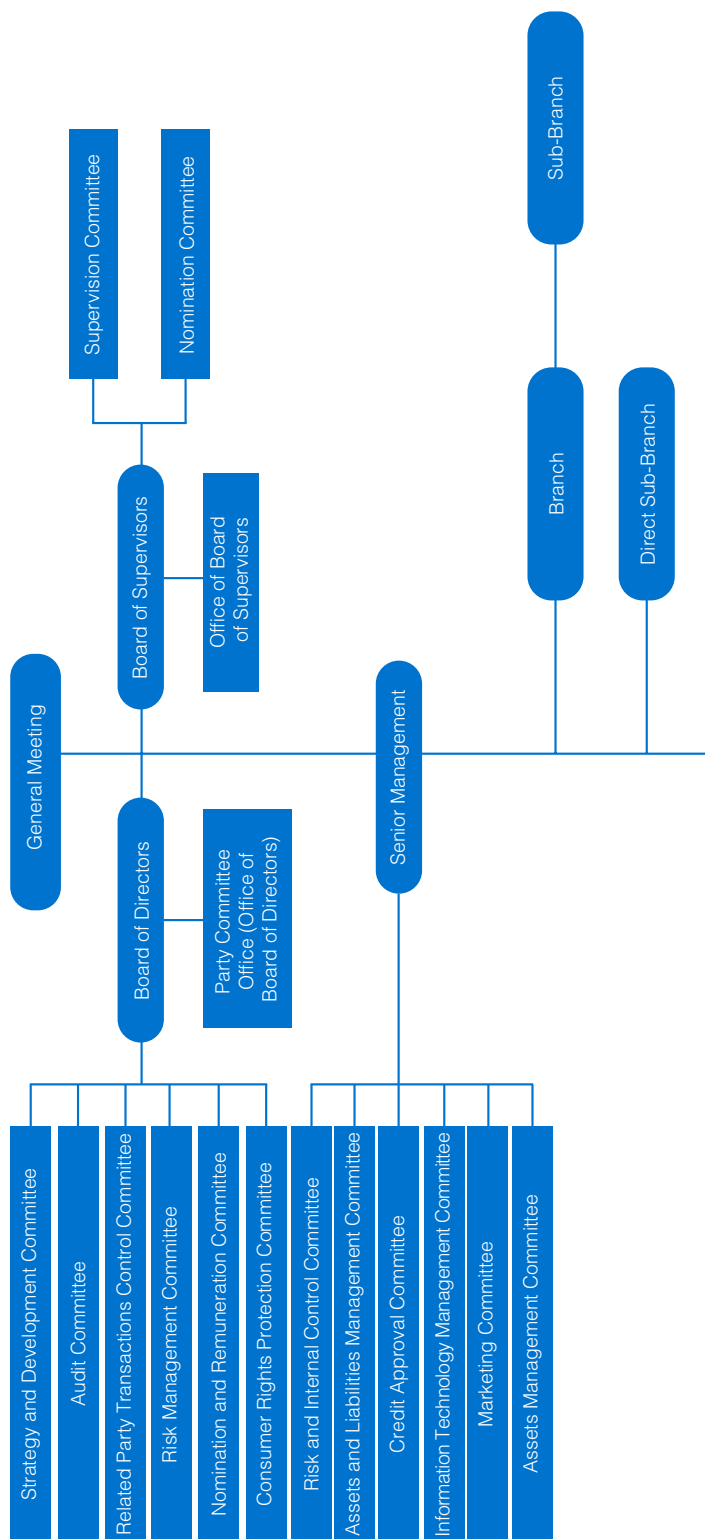 General Meeting
Board of Directors
Board of Supervisors
Party Committee
Office (Office of
Board of Directors)
Office of Board
of Supervisors
Supervision Committee
Nomination Committee
Strategy and Development Committee
Audit Committee
Related Party Transactions Control Committee
Risk Management Committee
Nomination and Remuneration Committee
Consumer Rights Protection Committee
Senior Management
Risk and Internal Control Committee
Assets and Liabilities Management Committee
Credit Approval Committee
Information Technology Management Committee
Marketing Committee
Assets Management Committee
Branch
Sub-Branch
Direct Sub-Branch